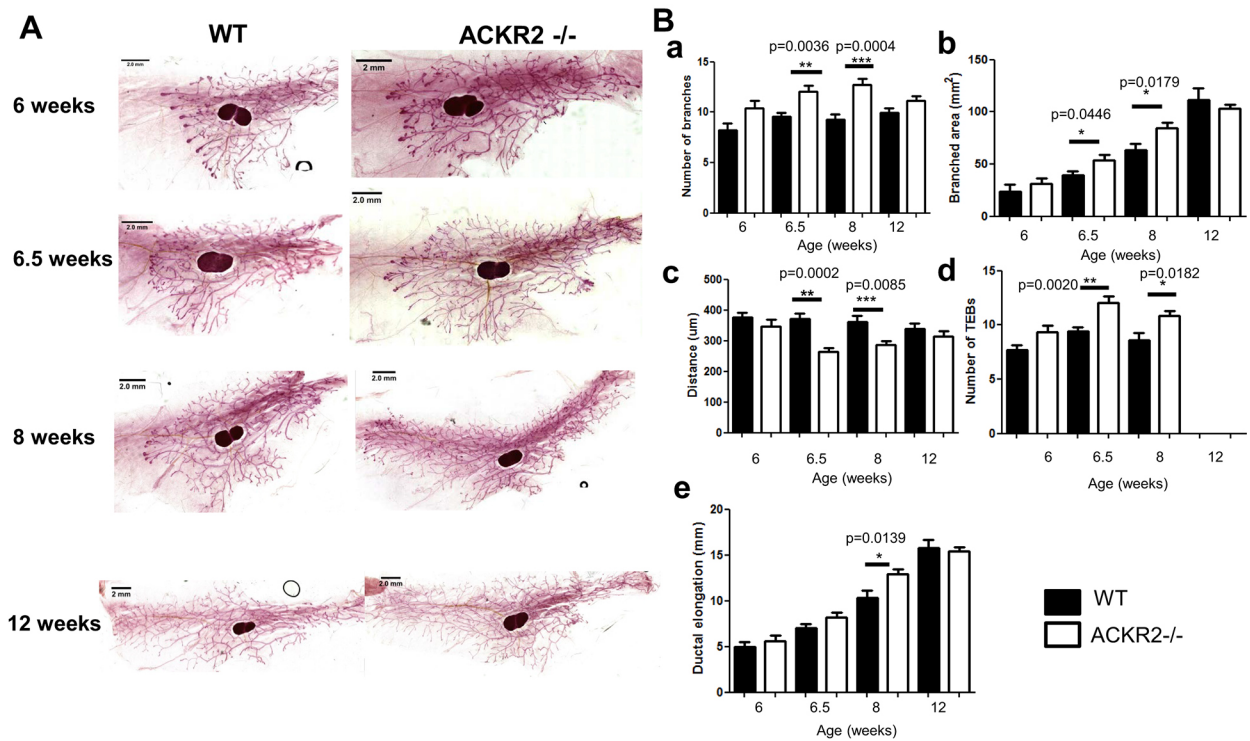 A
WT
ACKR2 -/-
6 weeks
2.0 mm
2 mm
6.5 weeks
2.0 mm
2.0 mm
8 weeks
2.0 mm
2.0 mm
12 weeks
2 mm
2.0 mm
B
a
p=0.0036 p=0.0004
** ***
Number of branches
15
10
5
0
6 6.5 8 12
Age (weeks)
b
p=0.0179
*
p=0.0446
*
Branched area (mm2)
150
100
50
0
6 6.5 8 12
Age (weeks)
c
p=0.0002
**
p=0.0085
***
Distance (um)
500
400
300
200
100
0
6 6.5 8 12
Age (weeks)
d
p=0.0020 ** p=0.0182
*
Number of TEBs
15
10
5
0
6 6.5 8 12
Age (weeks)
e
p=0.0139
*
Ductal elongation (mm)
20
15
10
5
0
6 6.5 8 12
Age (weeks)
WT
ACKR2-/-